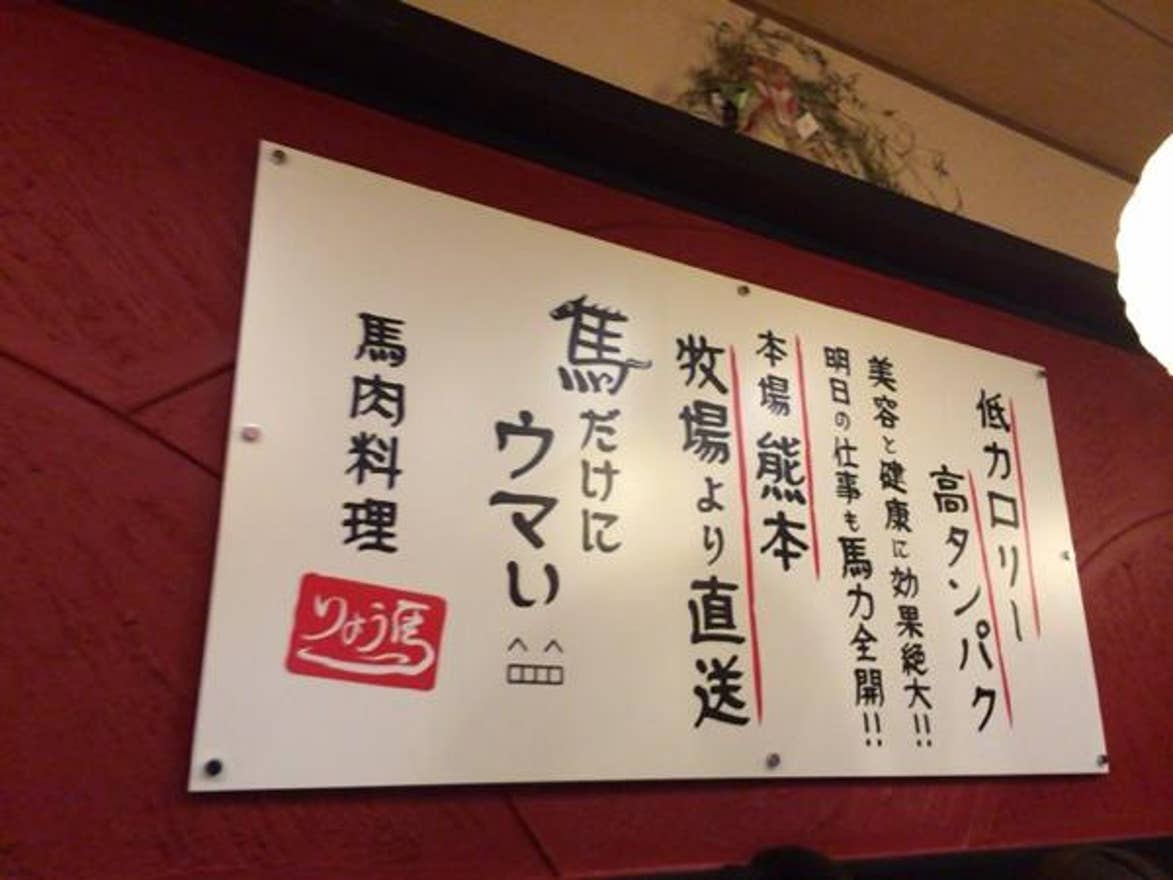 低カロリー
高タンパク
美容と健康に効果絶大!!
明日の仕事も馬力全開!!
本場 熊本
牧場より直送
馬だけに
ウマい
馬肉料理
りょう馬